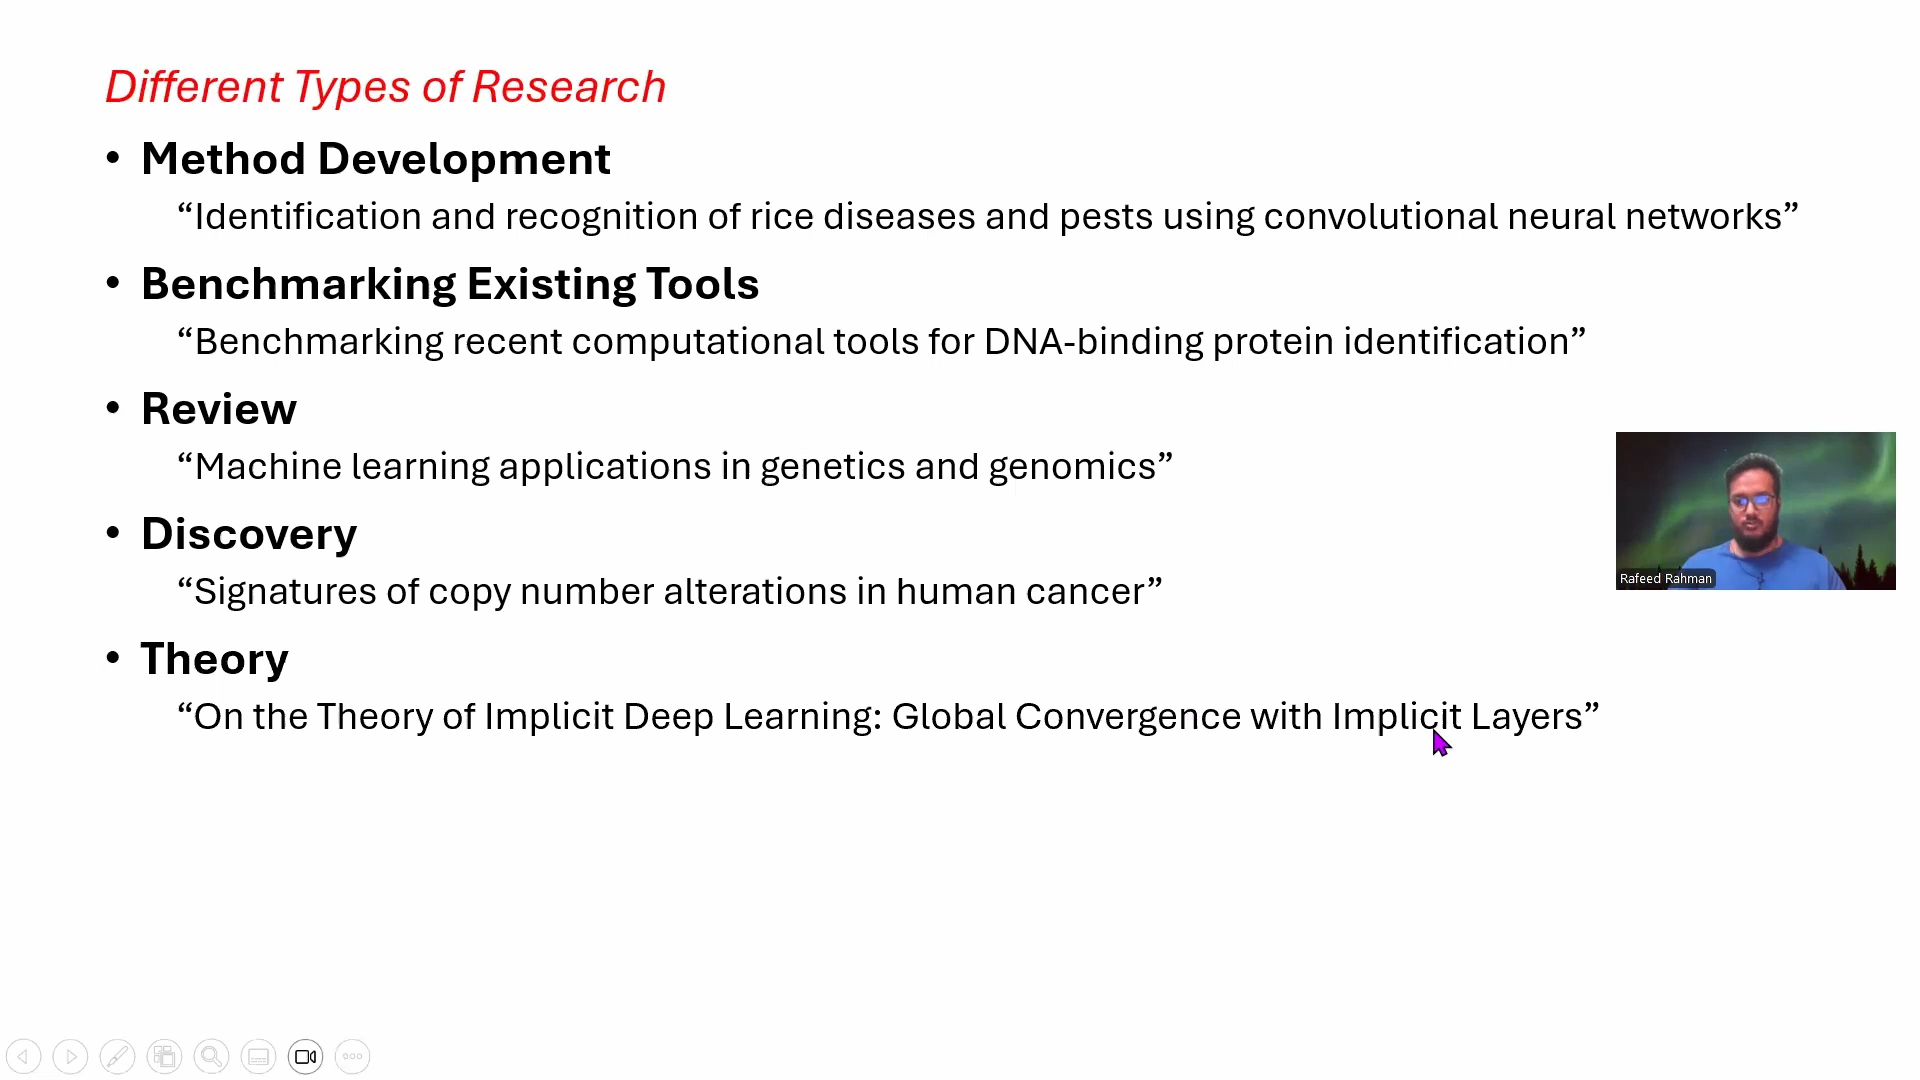 Different Types of Research
• Method Development
“Identification and recognition of rice diseases and pests using convolutional neural networks”
• Benchmarking Existing Tools
“Benchmarking recent computational tools for DNA-binding protein identification”
• Review
“Machine learning applications in genetics and genomics”
• Discovery
“Signatures of copy number alterations in human cancer”
• Theory
“On the Theory of Implicit Deep Learning: Global Convergence with Implicit Layers”
Rafeed Rahman